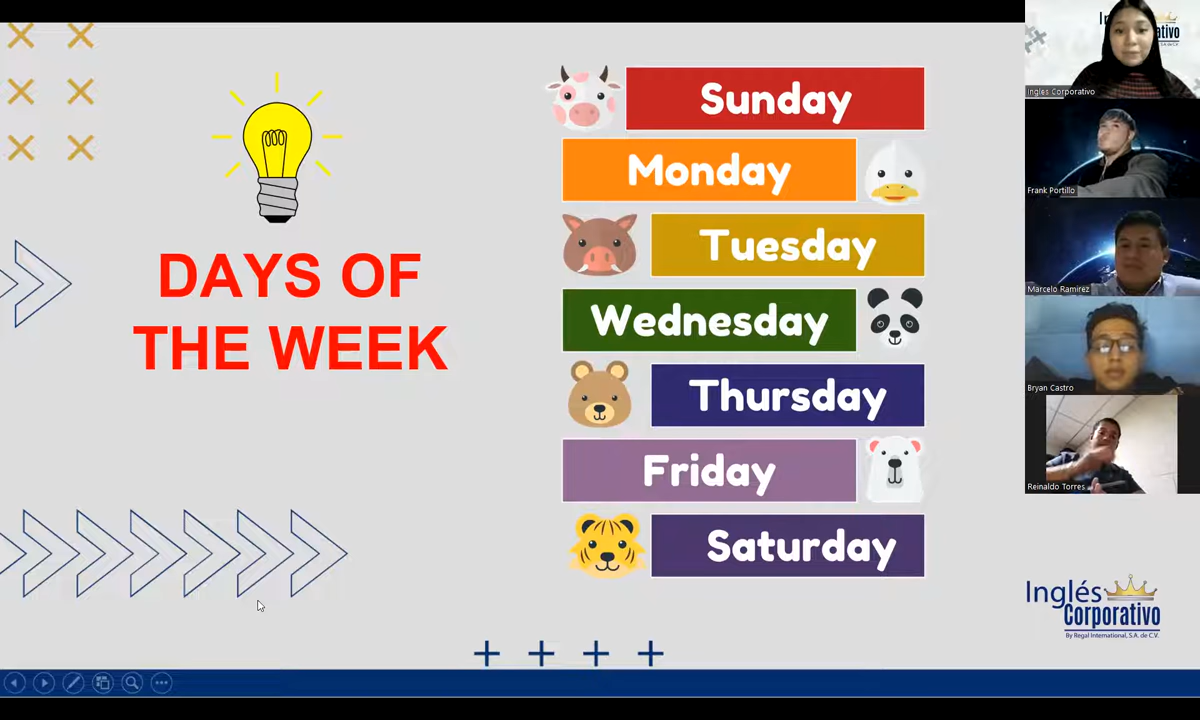 DAYS OF
THE WEEK
Sunday
Monday
Tuesday
Wednesday
Thursday
Friday
Saturday
Inglés
Corporativo
By Regal International, S.A. de C.V.
Inglés Corporativo
Frank Portillo
Marcelo Ramirez
Bryan Castro
Reinaldo Torres